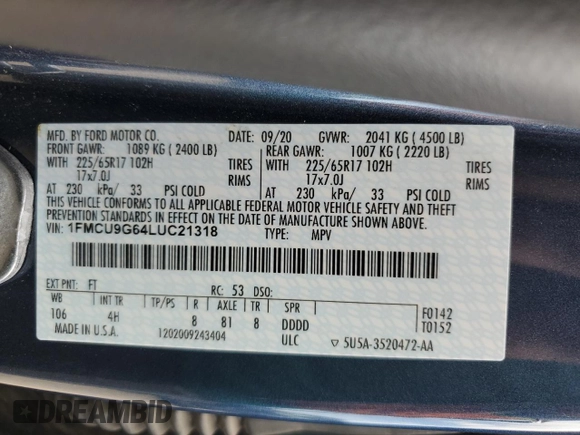 MFD. BY FORD MOTOR CO. DATE: 09/20 GVWR: 2041 KG ( 4500 LB)
FRONT GAWR: 1089 KG ( 2400 LB) REAR GAWR: 1007 KG ( 2220 LB)
WITH 225/65R17 102H TIRES WITH 225/65R17 102H TIRES
17x7.0J RIMS 17x7.0J RIMS
AT 230 kPa/ 33 PSI COLD AT 230 kPa/ 33 PSI COLD
THIS VEHICLE CONFORMS TO ALL APPLICABLE FEDERAL MOTOR VEHICLE SAFETY AND THEFT
PREVENTION STANDARDS IN EFFECT ON THE DATE OF MANUFACTURE SHOWN ABOVE.
VIN: 1FMCU9G64LUC21318 TYPE: MPV
EXT PNT: FT RC: 53 DSO:
WB INT TR TP/PS R AXLE TR SPR F0142
106 4H 8 81 8 DDDD T0152
MADE IN U.S.A. 1202009243404 ULC 5U5A-3520472-AA
DREAMBID